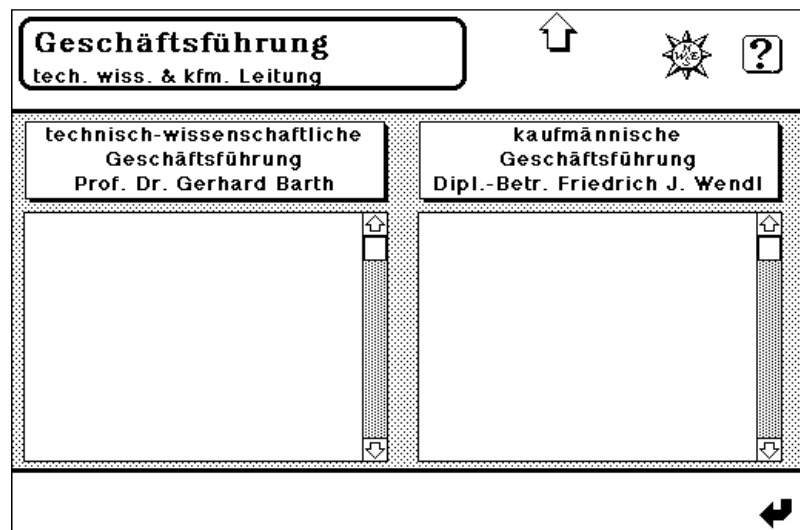 Geschäftsführung
tech. wiss. & kfm. Leitung
N
W E
S
?
technisch-wissenschaftliche
Geschäftsführung
Prof. Dr. Gerhard Barth
kaufmännische
Geschäftsführung
Dipl.-Betr. Friedrich J. Wendl